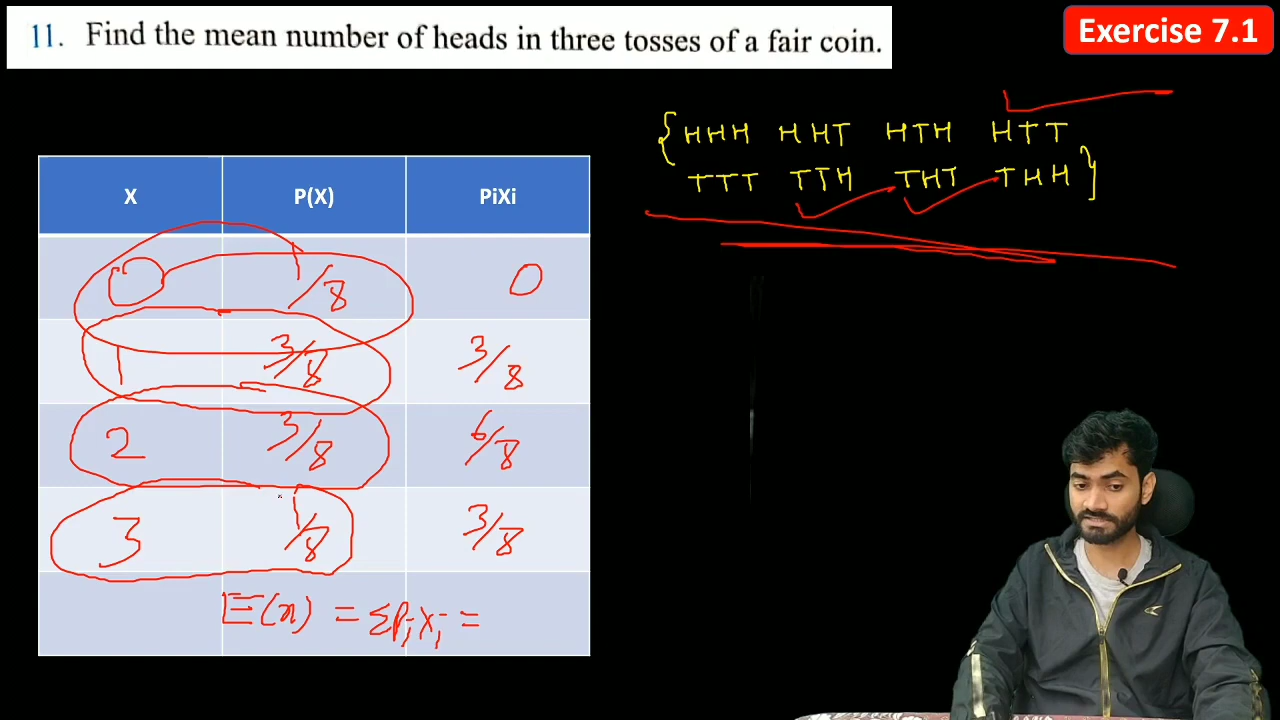 11. Find the mean number of heads in three tosses of a fair coin.
Exercise 7.1
{HHH HHT HTH HTT
TTT TTH THT THH}
X P(X) PiXi
0 1/8 0
1 3/8 3/8
2 3/8 6/8
3 1/8 3/8
E(x) = ΣPiXi =